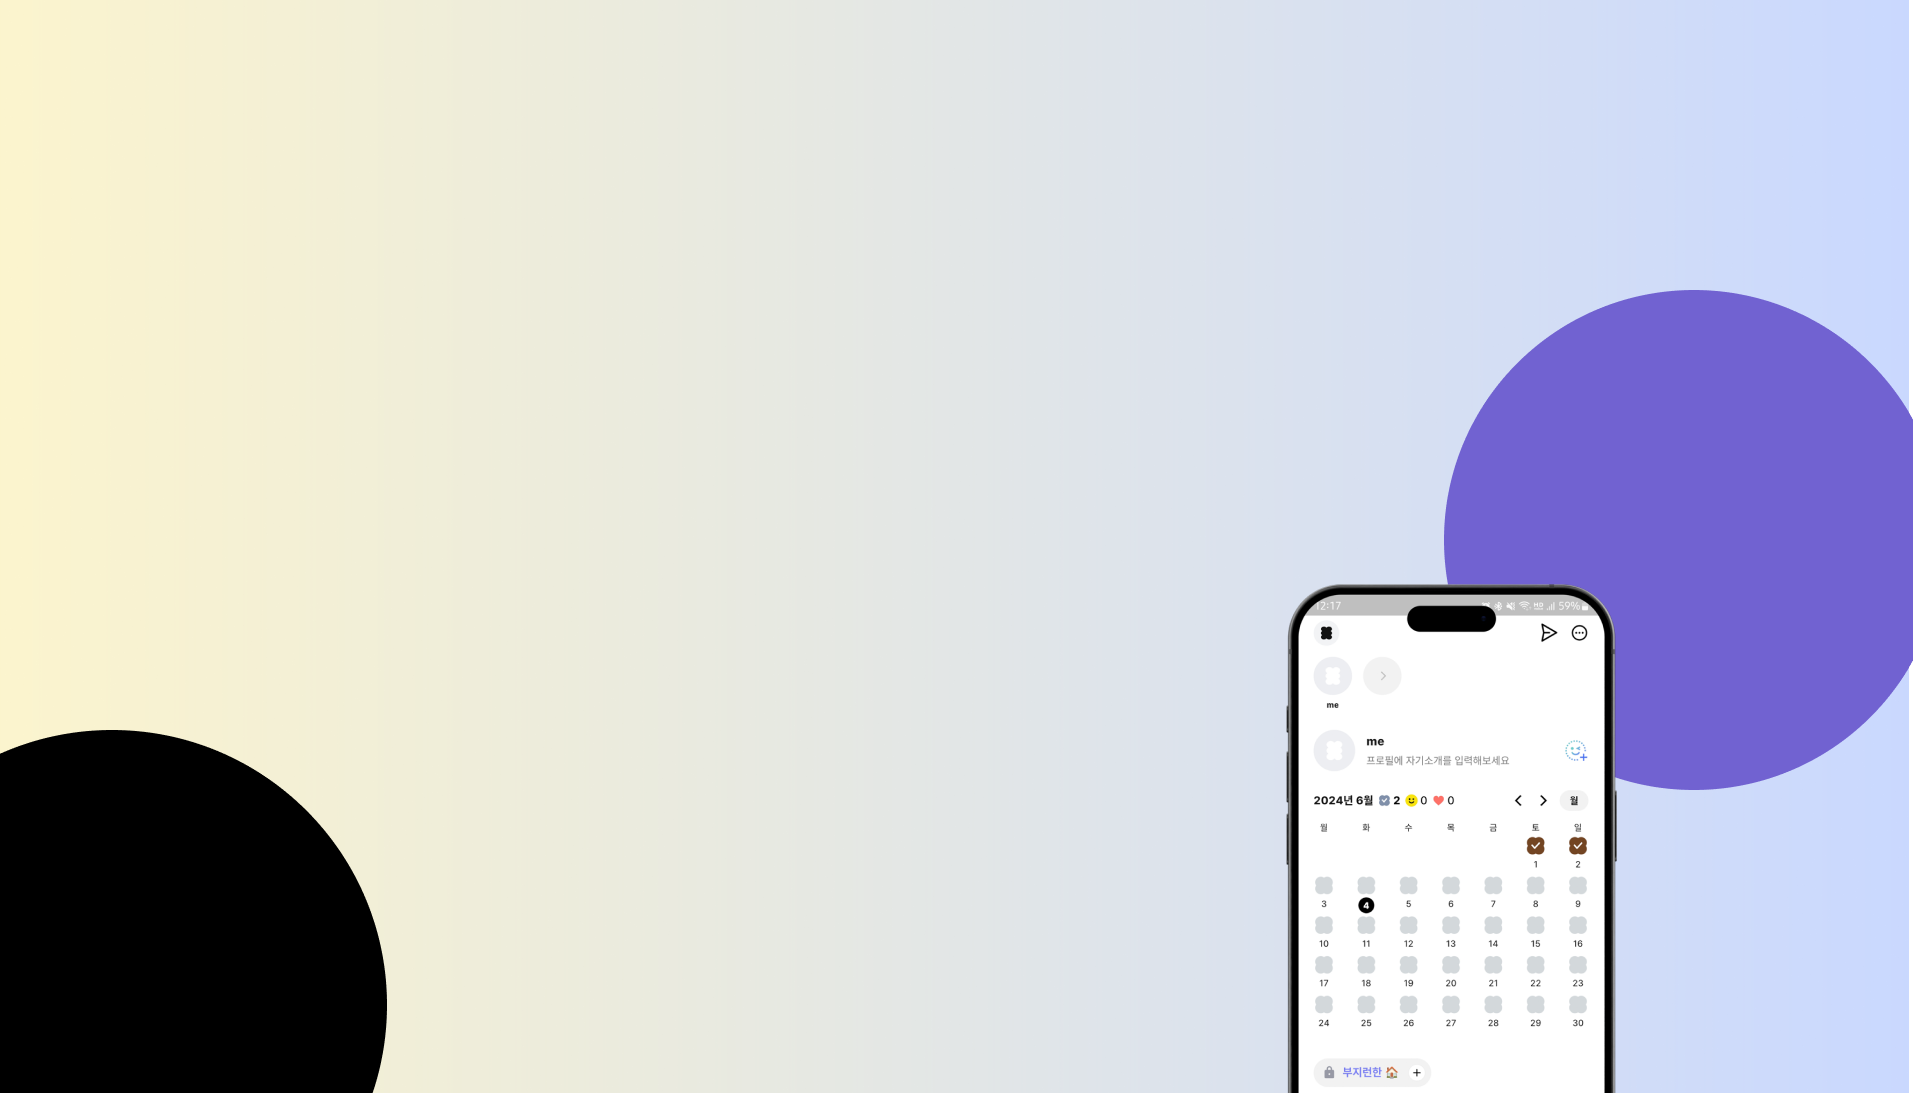 12:17 59%
me
me
프로필에 자기소개를 입력해보세요
2024년 6월 2 0 0 월
월 화 수 목 금 토 일
1 2
3 4 5 6 7 8 9
10 11 12 13 14 15 16
17 18 19 20 21 22 23
24 25 26 27 28 29 30
부지런한 +